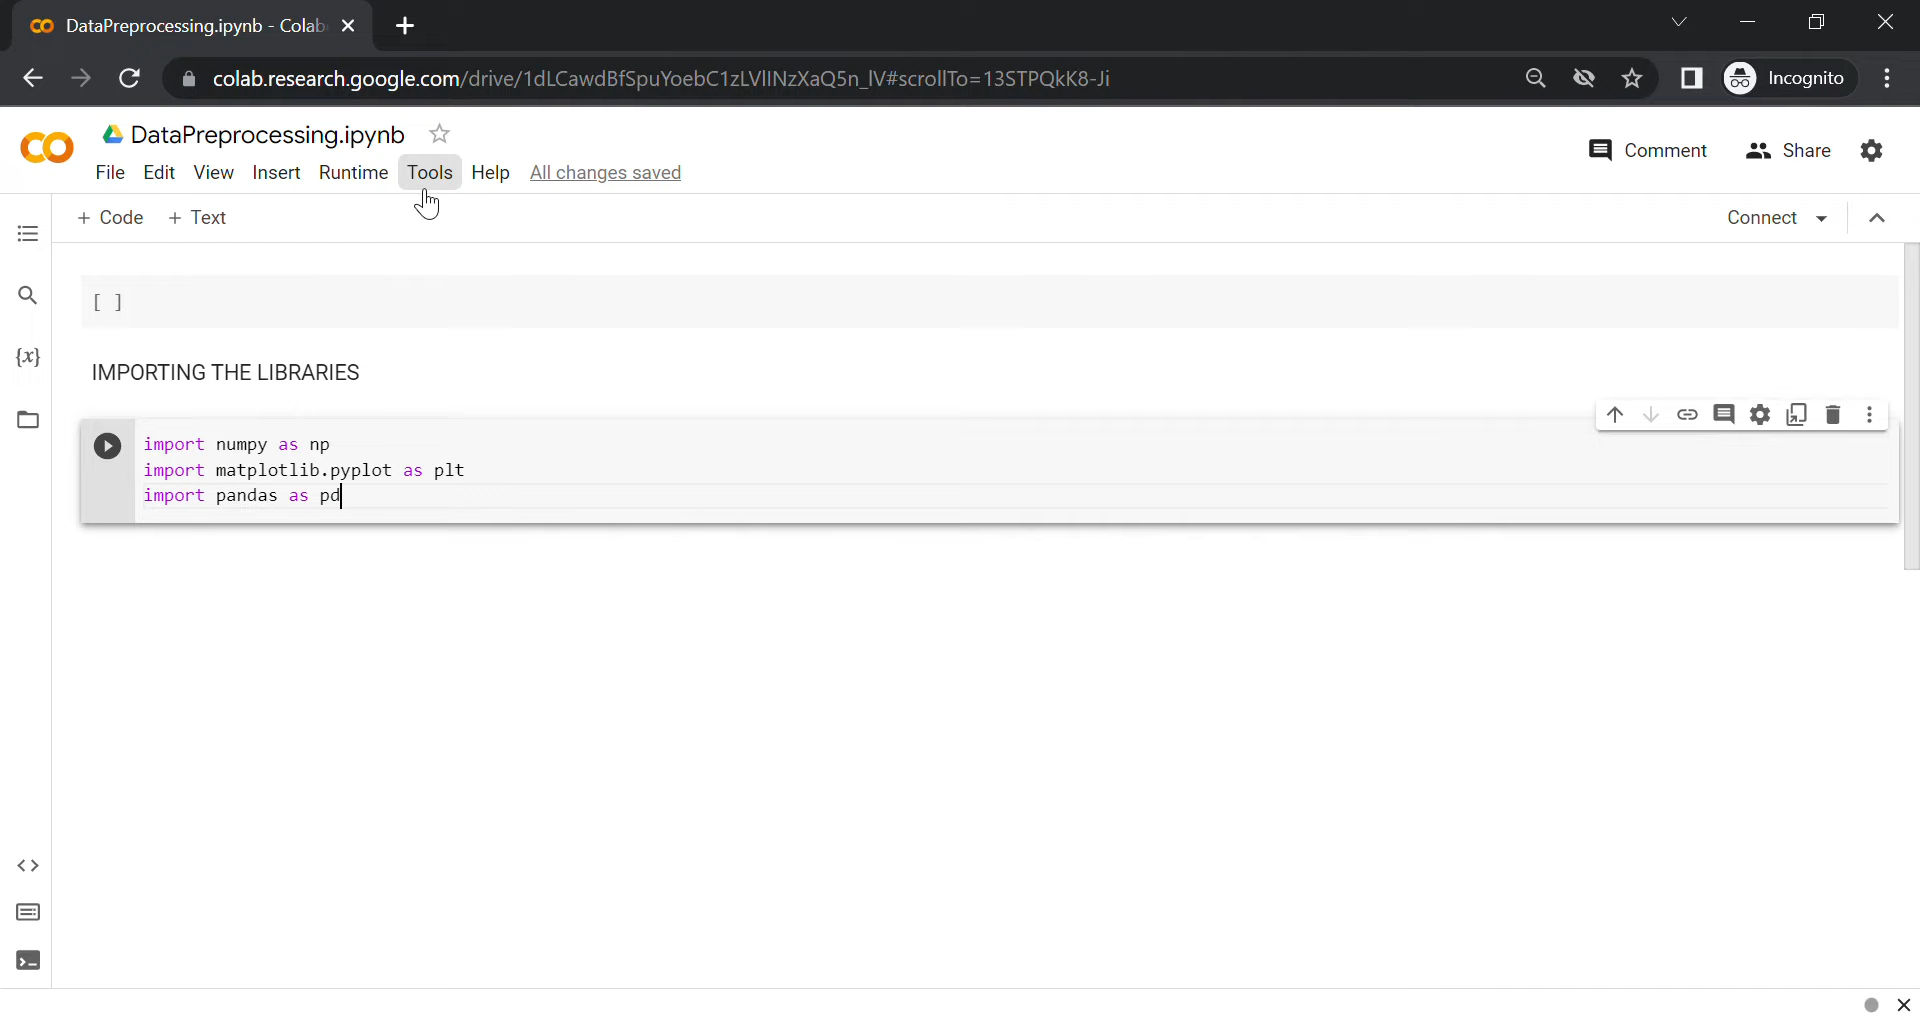 DataPreprocessing.ipynb - Colab
colab.research.google.com/drive/1dLCawdBfSpuYoebC1zLVlINzXaQ5n_lV#scrollTo=13STPQkK8-Ji
Incognito
DataPreprocessing.ipynb
File Edit View Insert Runtime Tools Help All changes saved
Comment Share
+ Code + Text
Connect
[ ]
IMPORTING THE LIBRARIES
import numpy as np
import matplotlib.pyplot as plt
import pandas as pd